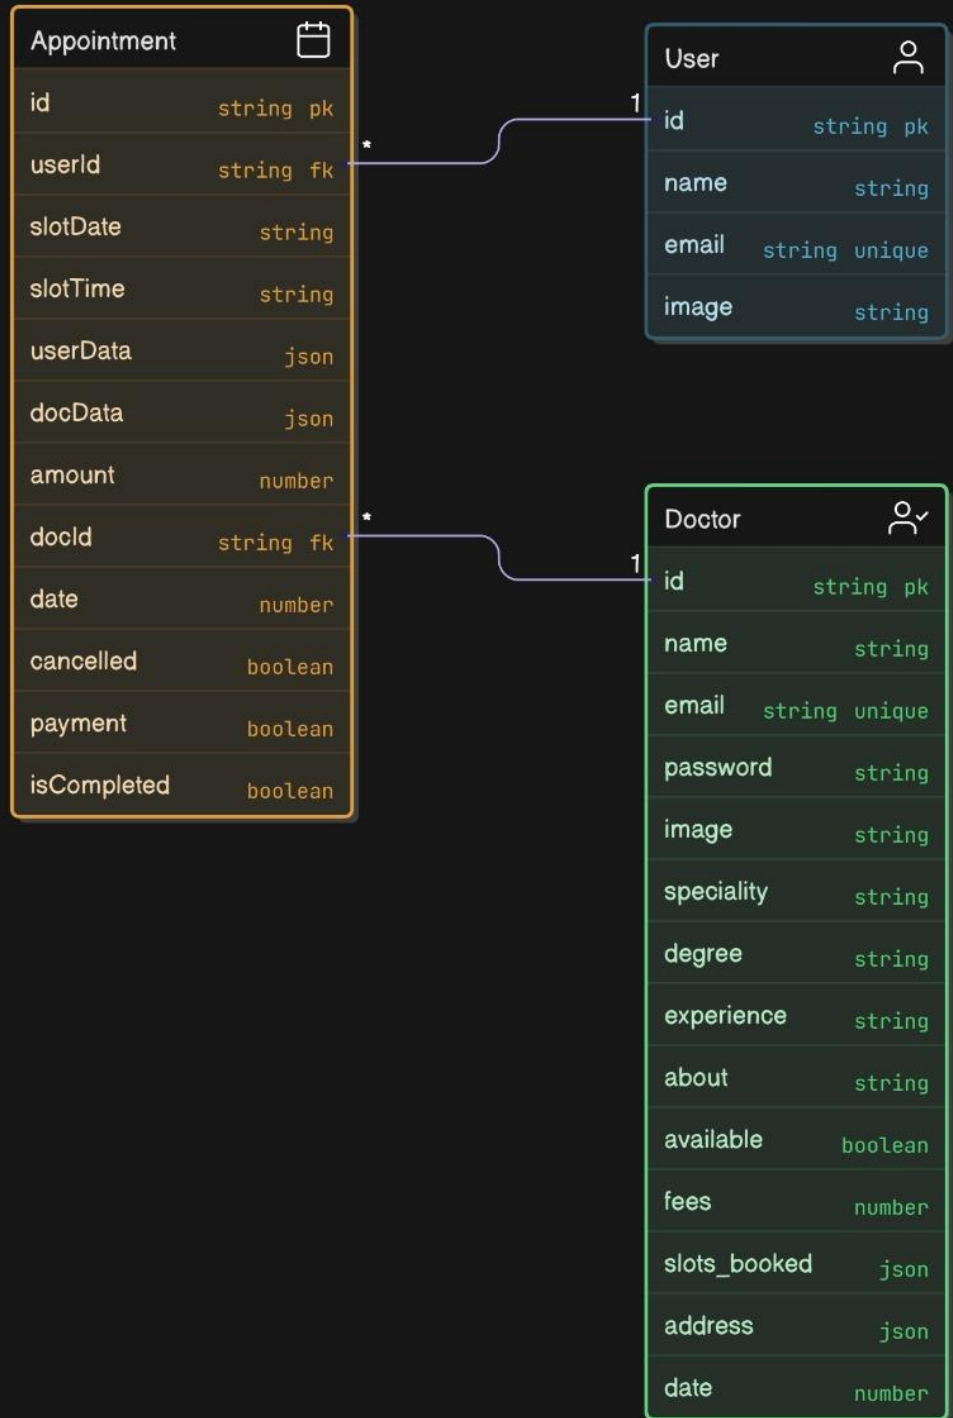 Appointment
id string pk
userId string fk
slotDate string
slotTime string
userData json
docData json
amount number
docId string fk
date number
cancelled boolean
payment boolean
isCompleted boolean
*
1
User
id string pk
name string
email string unique
image string
*
1
Doctor
id string pk
name string
email string unique
password string
image string
speciality string
degree string
experience string
about string
available boolean
fees number
slots_booked json
address json
date number